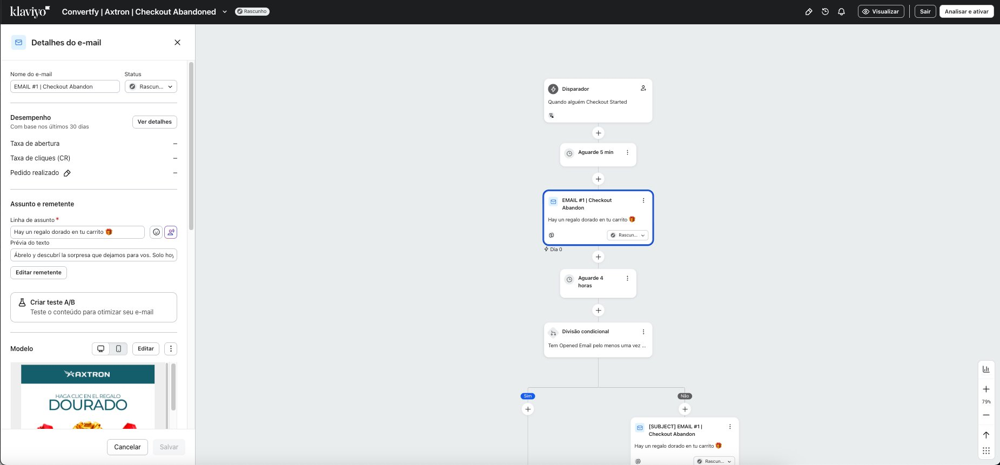 klaviyo
Convertfy | Axtron | Checkout Abandoned
Rascunho
Visualizar
Sair
Analisar e ativar
Detalhes do e-mail
Nome do e-mail
Status
EMAIL #1 | Checkout Abandon
Rascun...
Desempenho
Com base nos últimos 30 dias
Ver detalhes
Taxa de abertura
–
Taxa de cliques (CR)
–
Pedido realizado
–
Assunto e remetente
Linha de assunto *
Hay un regalo dorado en tu carrito 🎁
Prévia do texto
Ábrelo y descubrí la sorpresa que dejamos para vos. Solo hoy
Editar remetente
Criar teste A/B
Teste o conteúdo para otimizar seu e-mail
Modelo
Editar
AXTRON
HAGA CLIC EN EL REGALO
DOURADO
Cancelar
Salvar
Disparador
Quando alguém Checkout Started
Aguarde 5 min
EMAIL #1 | Checkout
Abandon
Hay un regalo dorado en tu carrito 🎁
Rascun...
Dia 0
Aguarde 4
horas
Divisão condicional
Tem Opened Email pelo menos uma vez ...
Sim
Não
[SUBJECT] EMAIL #1 |
Checkout Abandon
Hay un regalo dorado en tu carrito 🎁
Rascun...
79%